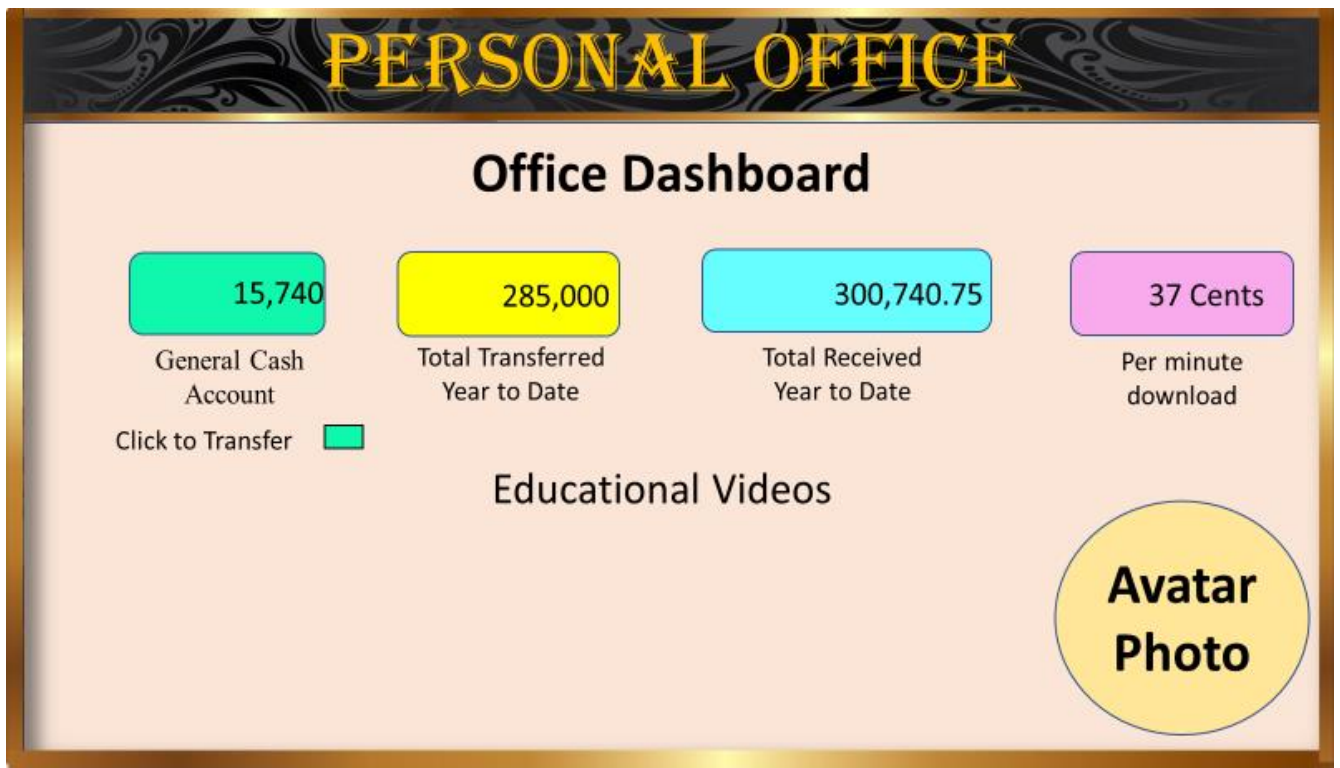 PERSONAL OFFICE
Office Dashboard
15,740
General Cash
Account
Click to Transfer
285,000
Total Transferred
Year to Date
300,740.75
Total Received
Year to Date
37 Cents
Per minute
download
Educational Videos
Avatar
Photo